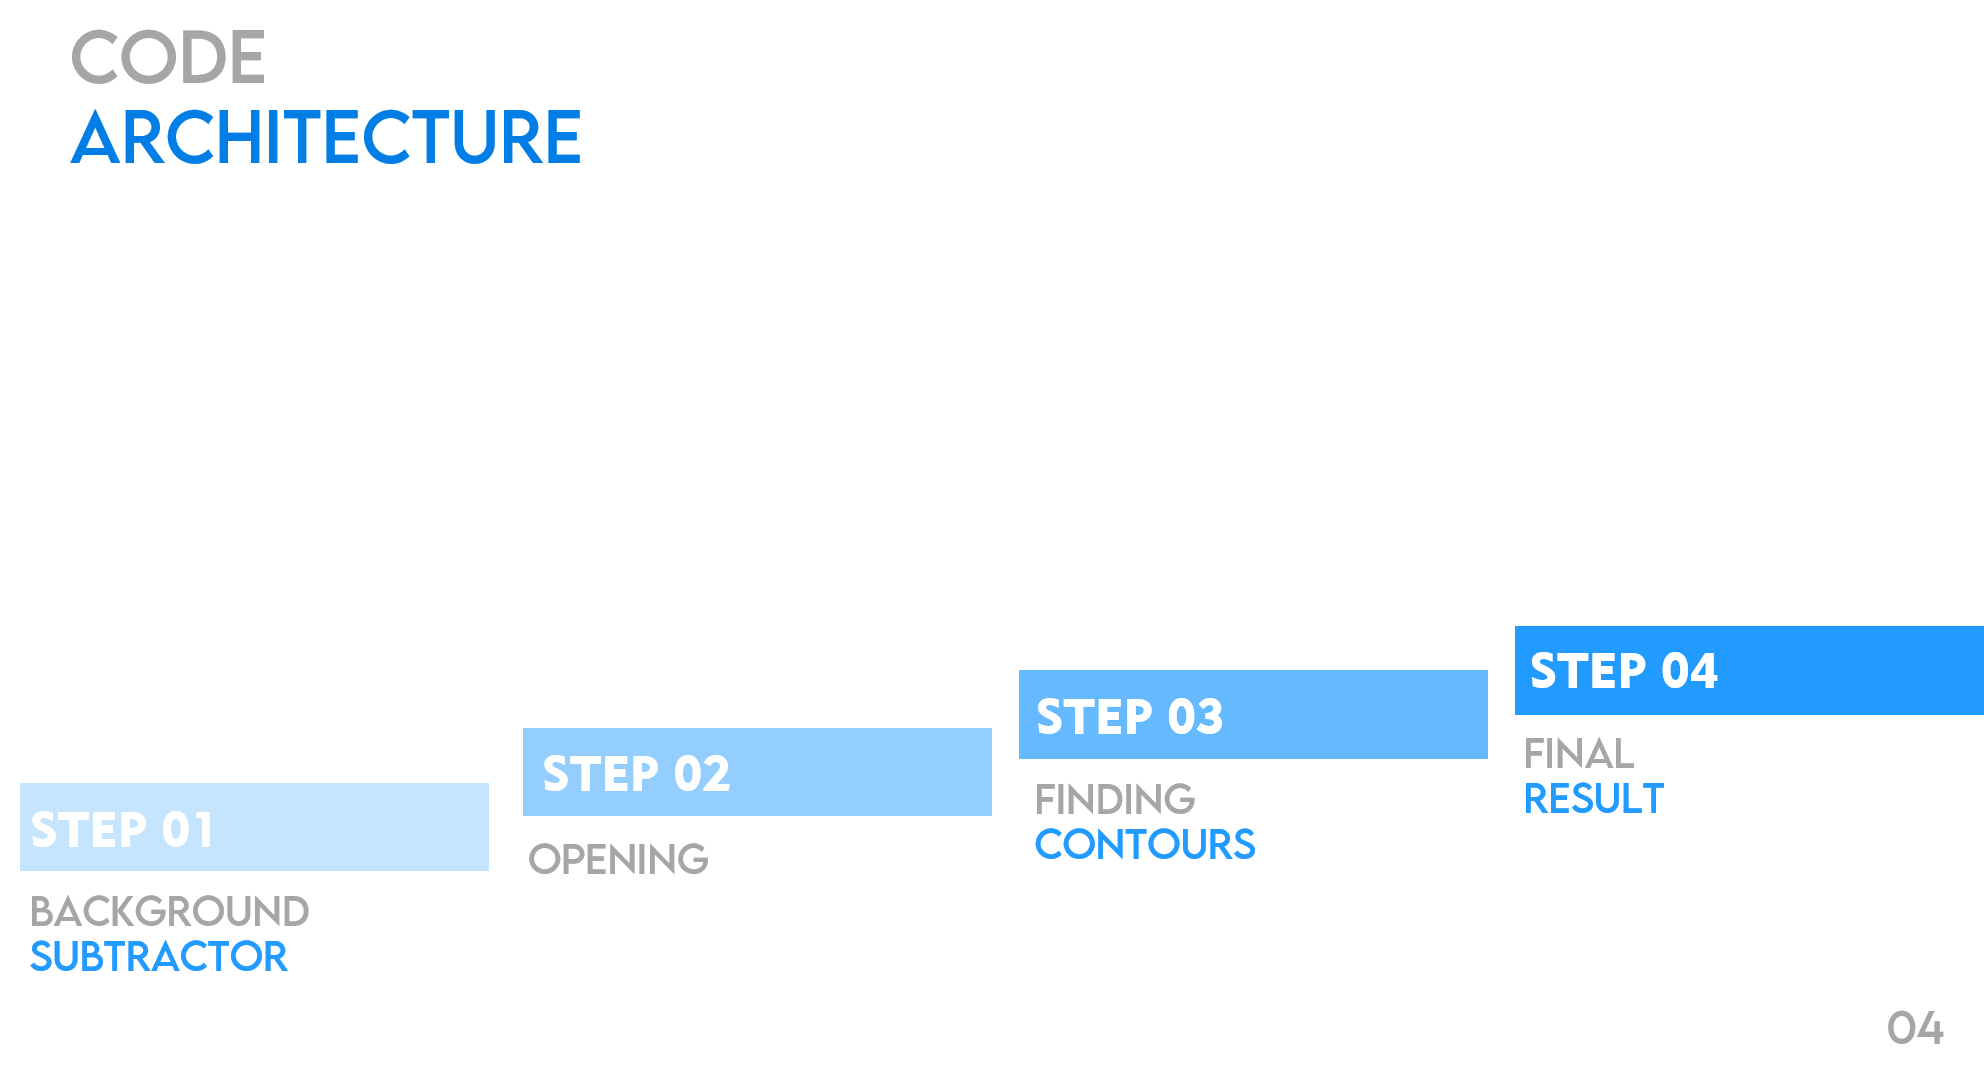 CODE
ARCHITECTURE
STEP 01
BACKGROUND
SUBTRACTOR
STEP 02
OPENING
STEP 03
FINDING
CONTOURS
STEP 04
FINAL
RESULT
04